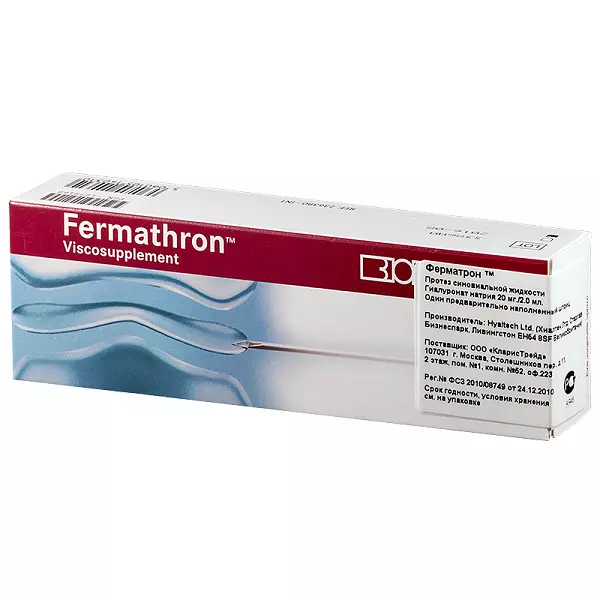 Fermathron™
Viscosupplement
Ферматрон ™
Протез синовиальной жидкости
Гиалуронат натрия 20 мг./2.0 мл.
Один предварительно наполненный шприц
Производитель: Hyaltech Ltd.
Бизнеспарк, Ливингстон EH54 8SF
Поставщик: ООО «КларисТрейд»
107031 г. Москва, Столешников пер. д.11,
2 этаж, пом. №1, комн. №62, оф.223
Рег.№ ФСЗ 2010/08749 от 24.12.2010
Срок годности, условия хранения
см. на упаковке
LOT